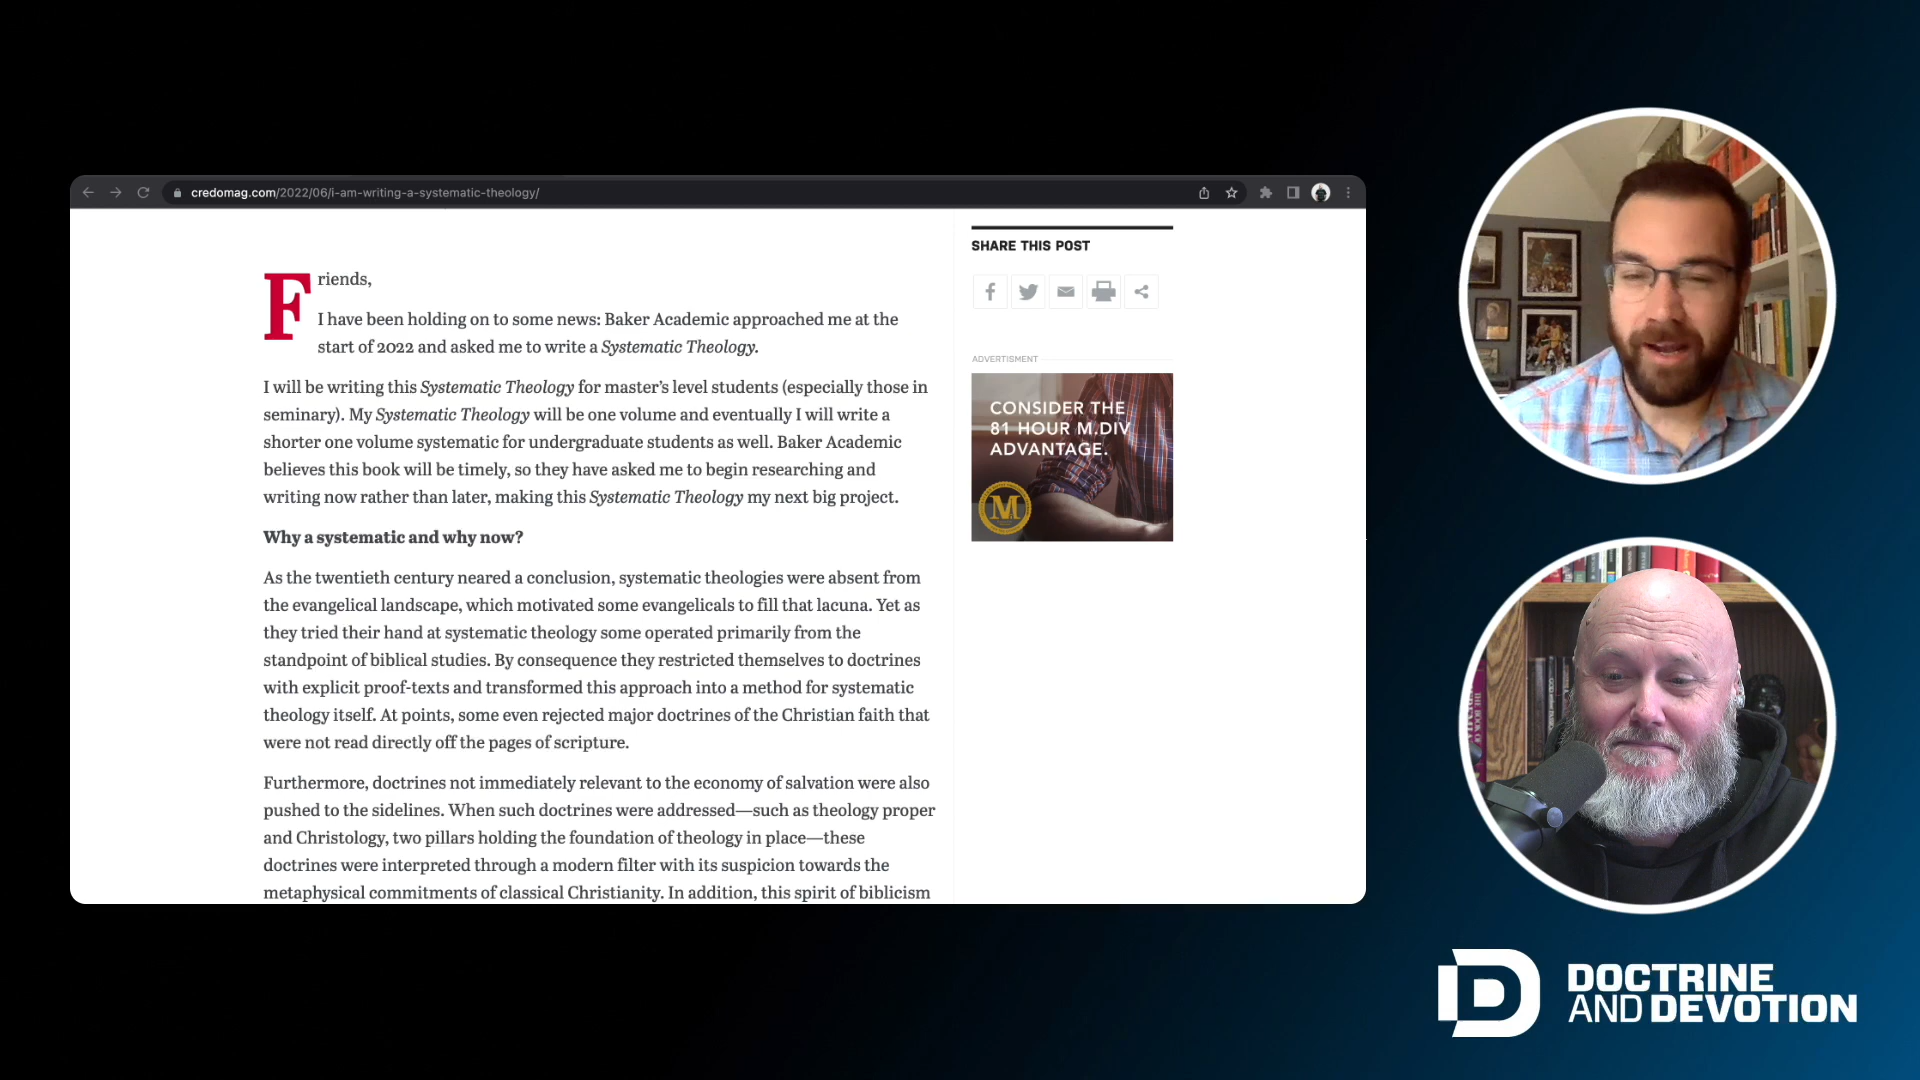 credomag.com/2022/06/i-am-writing-a-systematic-theology/
Friends,
I have been holding on to some news: Baker Academic approached me at the
start of 2022 and asked me to write a Systematic Theology.
I will be writing this Systematic Theology for master’s level students (especially those in
seminary). My Systematic Theology will be one volume and eventually I will write a
shorter one volume systematic for undergraduate students as well. Baker Academic
believes this book will be timely, so they have asked me to begin researching and
writing now rather than later, making this Systematic Theology my next big project.
Why a systematic and why now?
As the twentieth century neared a conclusion, systematic theologies were absent from
the evangelical landscape, which motivated some evangelicals to fill that lacuna. Yet as
they tried their hand at systematic theology some operated primarily from the
standpoint of biblical studies. By consequence they restricted themselves to doctrines
with explicit proof-texts and transformed this approach into a method for systematic
theology itself. At points, some even rejected major doctrines of the Christian faith that
were not read directly off the pages of scripture.
Furthermore, doctrines not immediately relevant to the economy of salvation were also
pushed to the sidelines. When such doctrines were addressed—such as theology proper
and Christology, two pillars holding the foundation of theology in place—these
doctrines were interpreted through a modern filter with its suspicion towards the
metaphysical commitments of classical Christianity. In addition, this spirit of biblicism
SHARE THIS POST
ADVERTISMENT
CONSIDER THE
81 HOUR M.DIV
ADVANTAGE.
M
DOCTRINE
AND DEVOTION